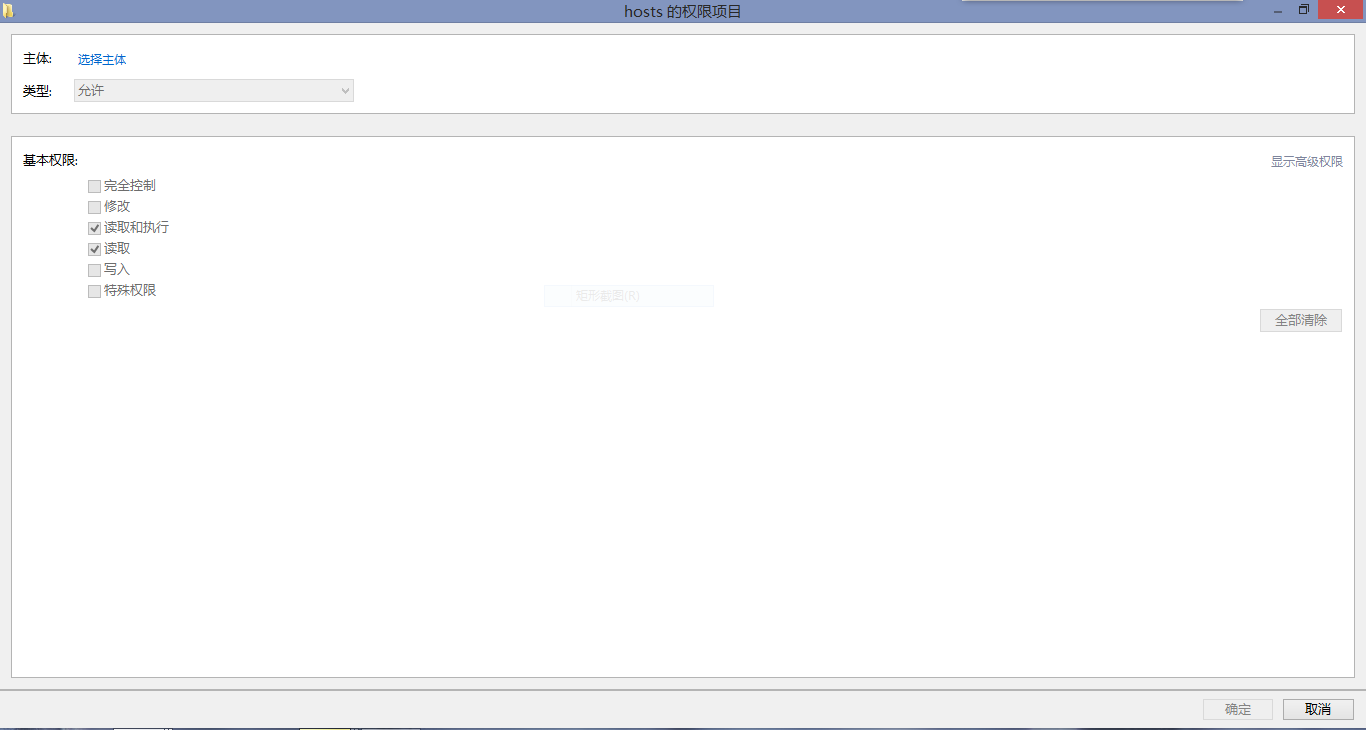 hosts 的权限项目
主体: 选择主体
类型: 允许
基本权限: 显示高级权限
完全控制
修改
读取和执行
读取
写入
特殊权限
矩形截图(R)
全部清除
确定 取消